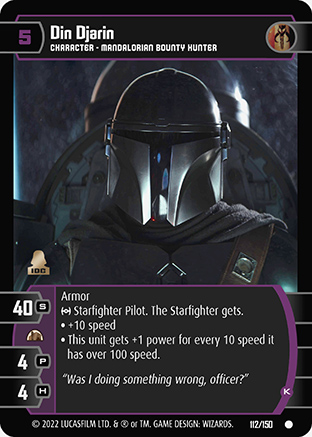 5
Din Djarin
CHARACTER - MANDALORIAN BOUNTY HUNTER
IDC
40 S
4 P
4 H
Armor
Starfighter Pilot. The Starfighter gets.
• +10 speed
• This unit gets +1 power for every 10 speed it
has over 100 speed.
“Was I doing something wrong, officer?”
K
© 2022 LUCASFILM LTD. & ® or TM. GAME DESIGN: WIZARDS.
112/150